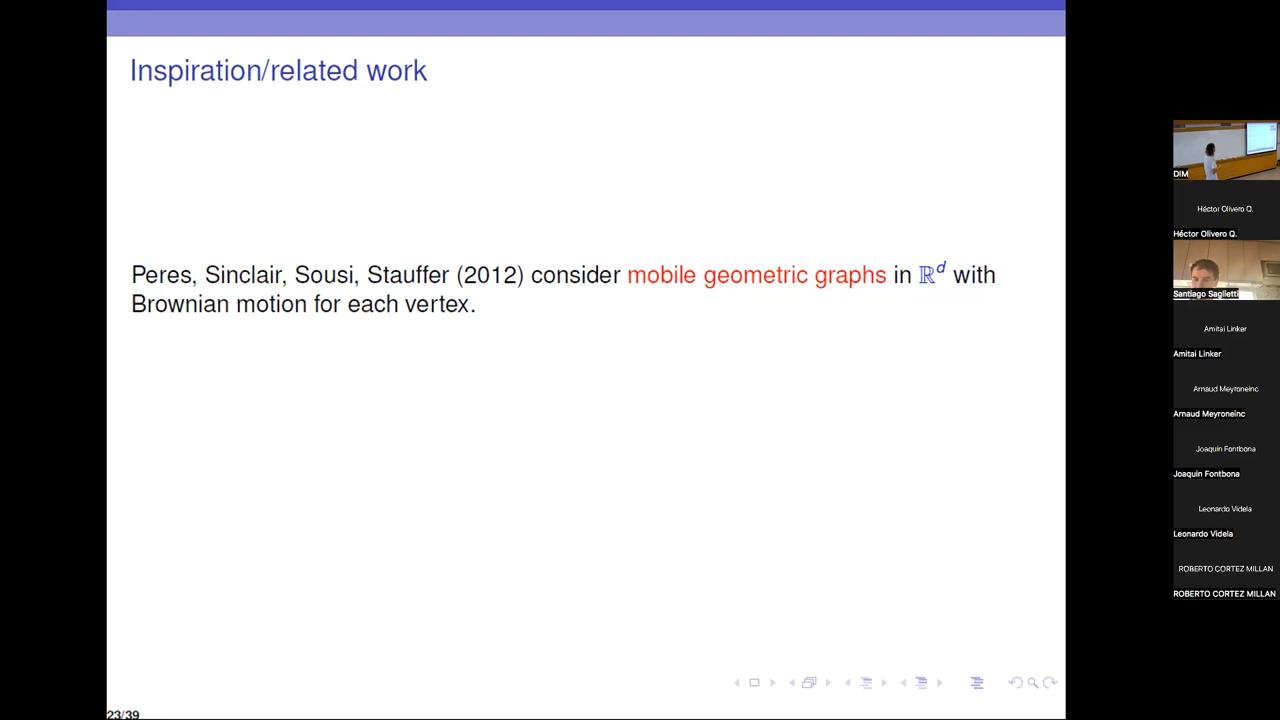 Inspiration/related work
Peres, Sinclair, Sousi, Stauffer (2012) consider mobile geometric graphs in ℝᵈ with
Brownian motion for each vertex.
23/39
DIM
Héctor Olivero Q.
Héctor Olivero Q.
Santiago Saglietti
Amitai Linker
Amitai Linker
Arnaud Meyroneinc
Arnaud Meyroneinc
Joaquin Fontbona
Joaquin Fontbona
Leonardo Videla
Leonardo Videla
ROBERTO CORTEZ MILLAN
ROBERTO CORTEZ MILLAN